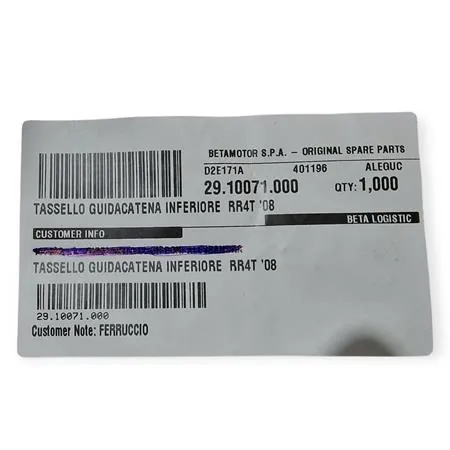 BETAMOTOR S.P.A. - ORIGINAL SPARE PARTS
D2E171A 401196 ALEQUC
29.10071.000 QTY: 1,000
TASSELLO GUIDACATENA INFERIORE RR4T '08
BETA LOGISTIC
CUSTOMER INFO
TASSELLO GUIDACATENA INFERIORE RR4T '08
29.10071.000
Customer Note: FERRUCCIO